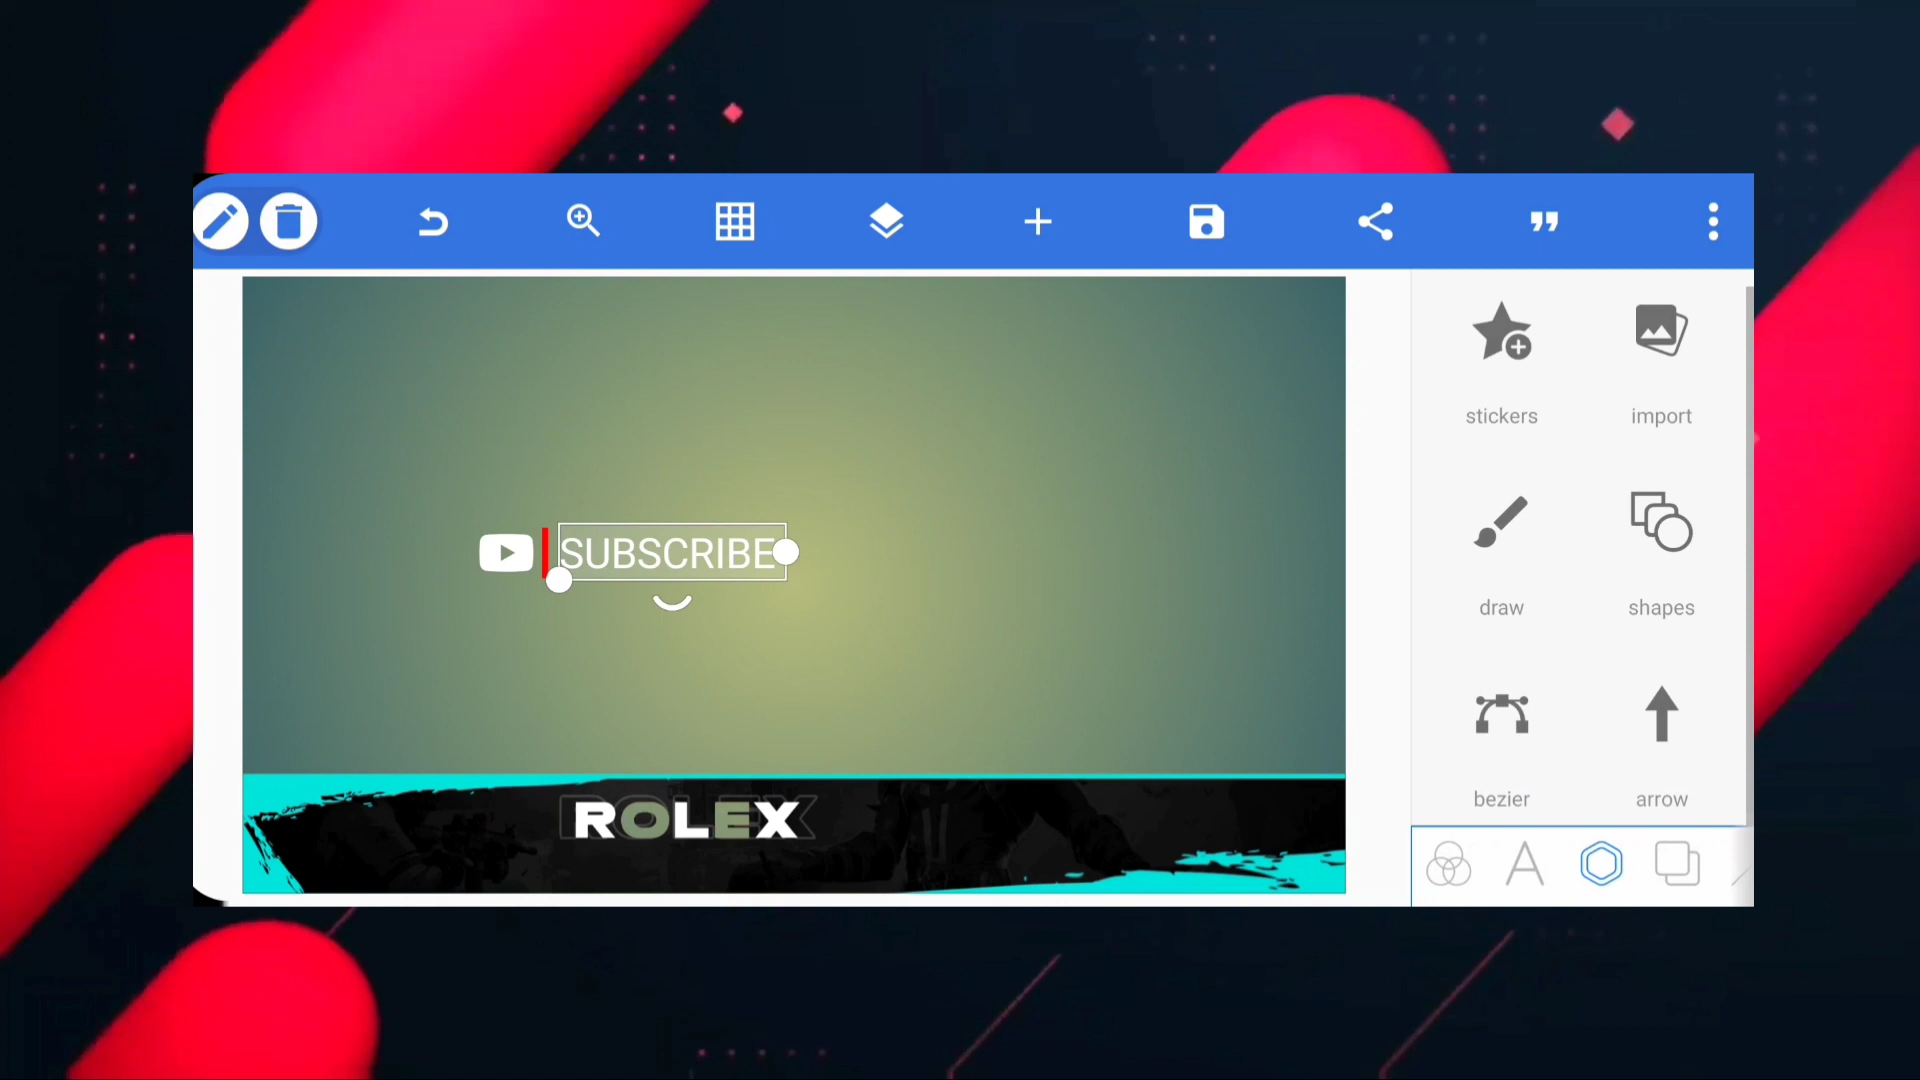 stickers
import
SUBSCRIBE
draw
shapes
bezier
arrow
ROLEX